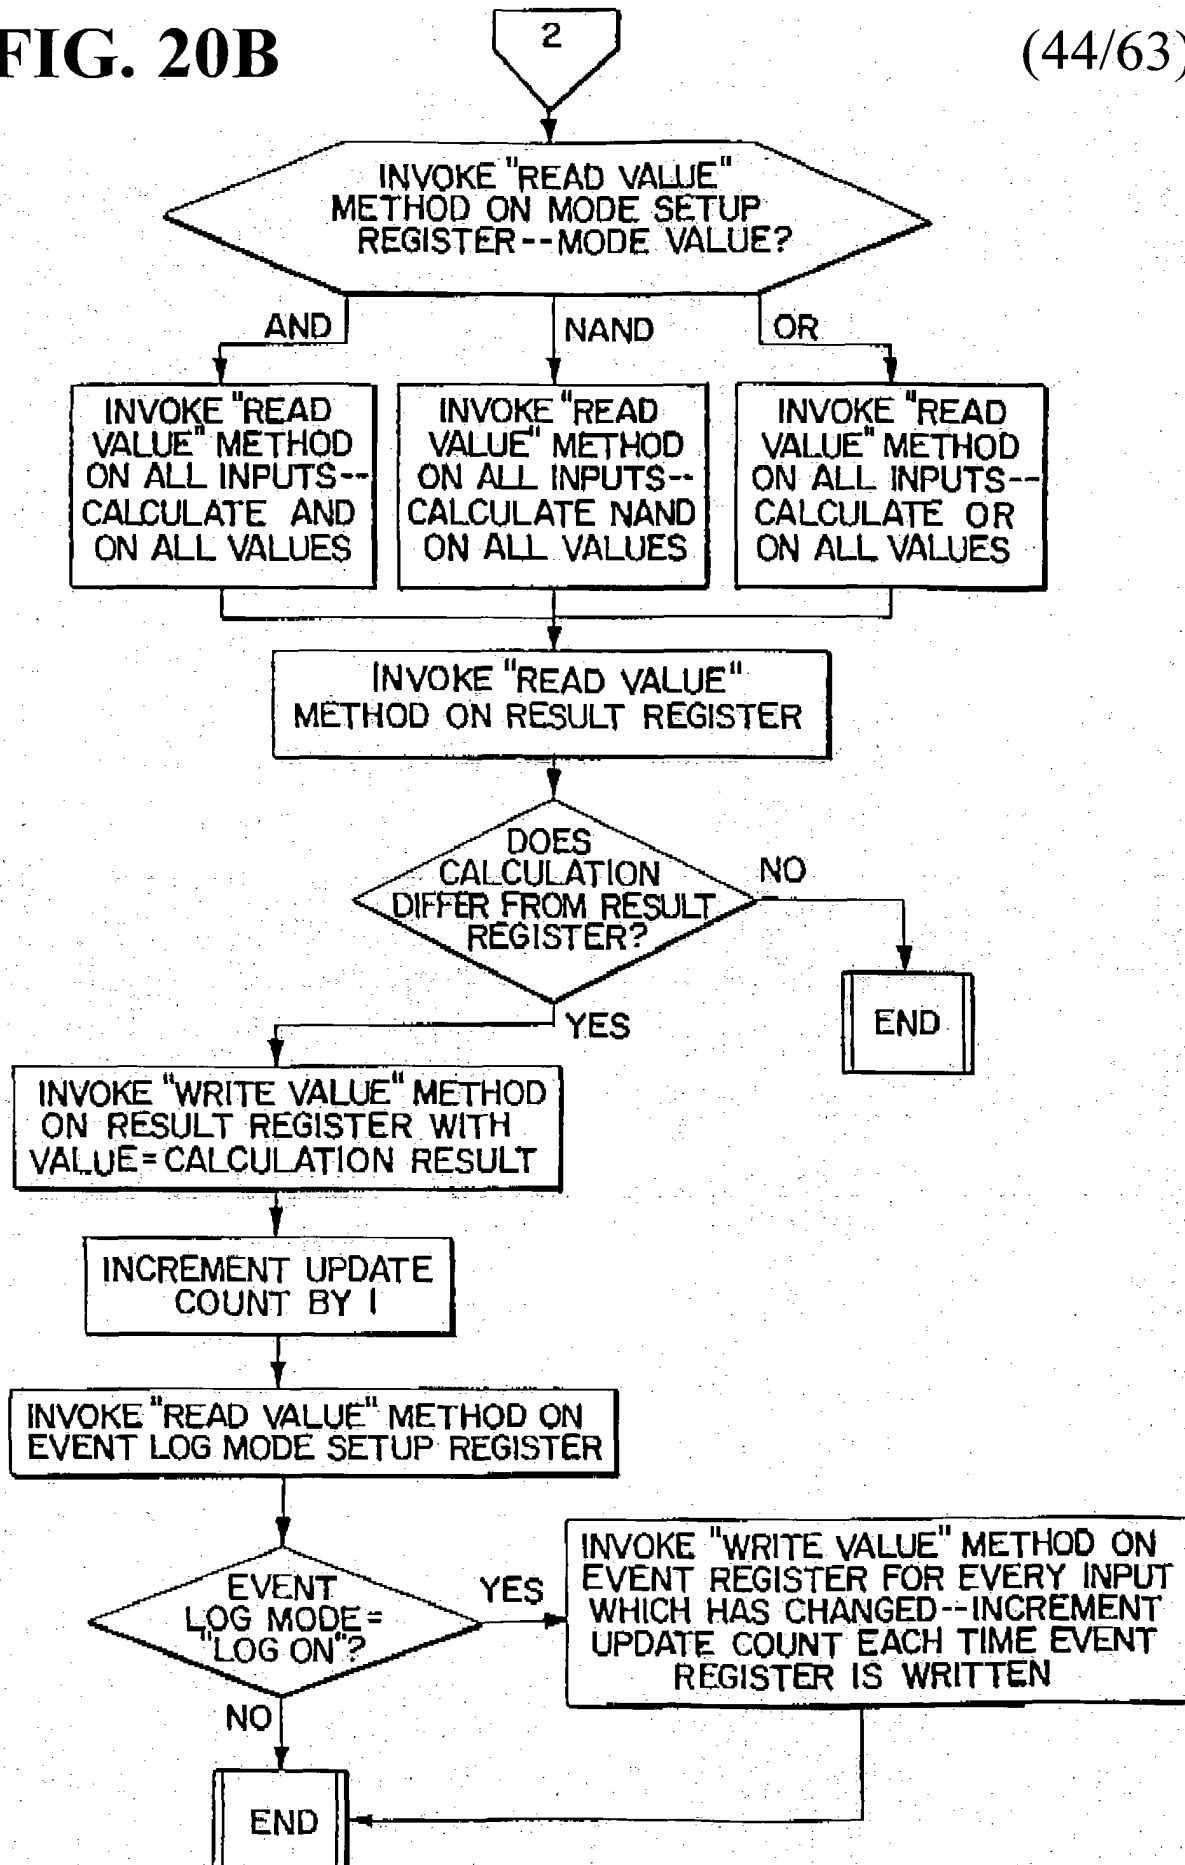 FIG. 20B
2
(44/63)
INVOKE "READ VALUE"
METHOD ON MODE SETUP
REGISTER--MODE VALUE?
AND
NAND
OR
INVOKE "READ
VALUE" METHOD
ON ALL INPUTS--
CALCULATE AND
ON ALL VALUES
INVOKE "READ
VALUE" METHOD
ON ALL INPUTS--
CALCULATE NAND
ON ALL VALUES
INVOKE "READ
VALUE" METHOD
ON ALL INPUTS--
CALCULATE OR
ON ALL VALUES
INVOKE "READ VALUE"
METHOD ON RESULT REGISTER
DOES
CALCULATION
DIFFER FROM RESULT
REGISTER?
NO
END
YES
INVOKE "WRITE VALUE" METHOD
ON RESULT REGISTER WITH
VALUE=CALCULATION RESULT
INCREMENT UPDATE
COUNT BY 1
INVOKE "READ VALUE" METHOD ON
EVENT LOG MODE SETUP REGISTER
EVENT
LOG MODE=
"LOG ON"?
YES
INVOKE "WRITE VALUE" METHOD ON
EVENT REGISTER FOR EVERY INPUT
WHICH HAS CHANGED--INCREMENT
UPDATE COUNT EACH TIME EVENT
REGISTER IS WRITTEN
NO
END